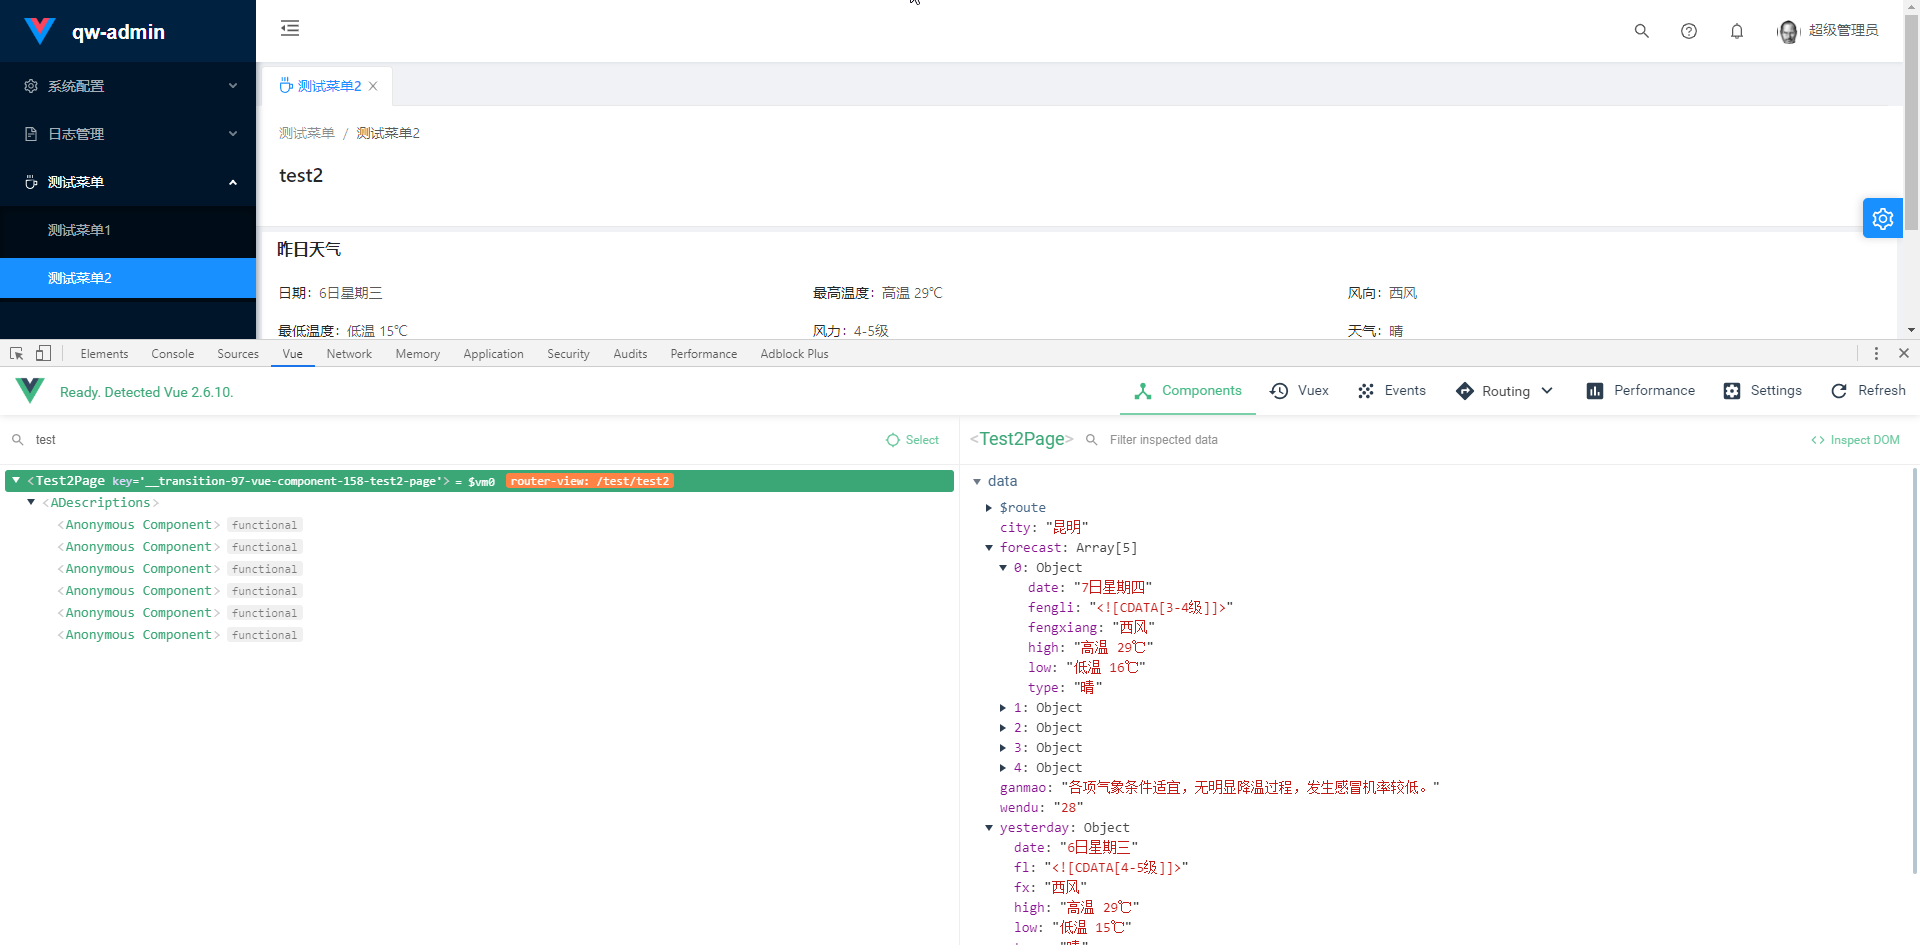 qw-admin
超级管理员
系统配置
日志管理
测试菜单
测试菜单1
测试菜单2
测试菜单2
测试菜单 / 测试菜单2
test2
昨日天气
日期: 6日星期三 最高温度: 高温 29℃ 风向: 西风
最低温度: 低温 15℃ 风力: 4-5级 天气: 晴
Elements Console Sources Vue Network Memory Application Security Audits Performance Adblock Plus
Ready. Detected Vue 2.6.10.
Components Vuex Events Routing Performance Settings Refresh
test Select
<Test2Page key='__transition-97-vue-component-158-test2-page'> = $vm0 router-view: /test/test2
<ADescriptions>
<Anonymous Component> functional
<Anonymous Component> functional
<Anonymous Component> functional
<Anonymous Component> functional
<Anonymous Component> functional
<Anonymous Component> functional
<Test2Page> Filter inspected data <> Inspect DOM
data
$route
city: "昆明"
forecast: Array[5]
0: Object
date: "7日星期四"
fengli: "<![CDATA[3-4级]]>"
fengxiang: "西风"
high: "高温 29℃"
low: "低温 16℃"
type: "晴"
1: Object
2: Object
3: Object
4: Object
ganmao: "各项气象条件适宜，无明显降温过程，发生感冒机率较低。"
wendu: "28"
yesterday: Object
date: "6日星期三"
fl: "<![CDATA[4-5级]]>"
fx: "西风"
high: "高温 29℃"
low: "低温 15℃"